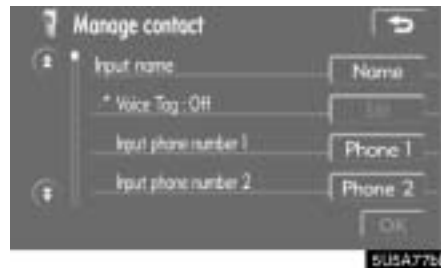 Manage contact
Input name
Name
* Voice Tag : Off
Input phone number 1
Phone 1
Input phone number 2
Phone 2
OK